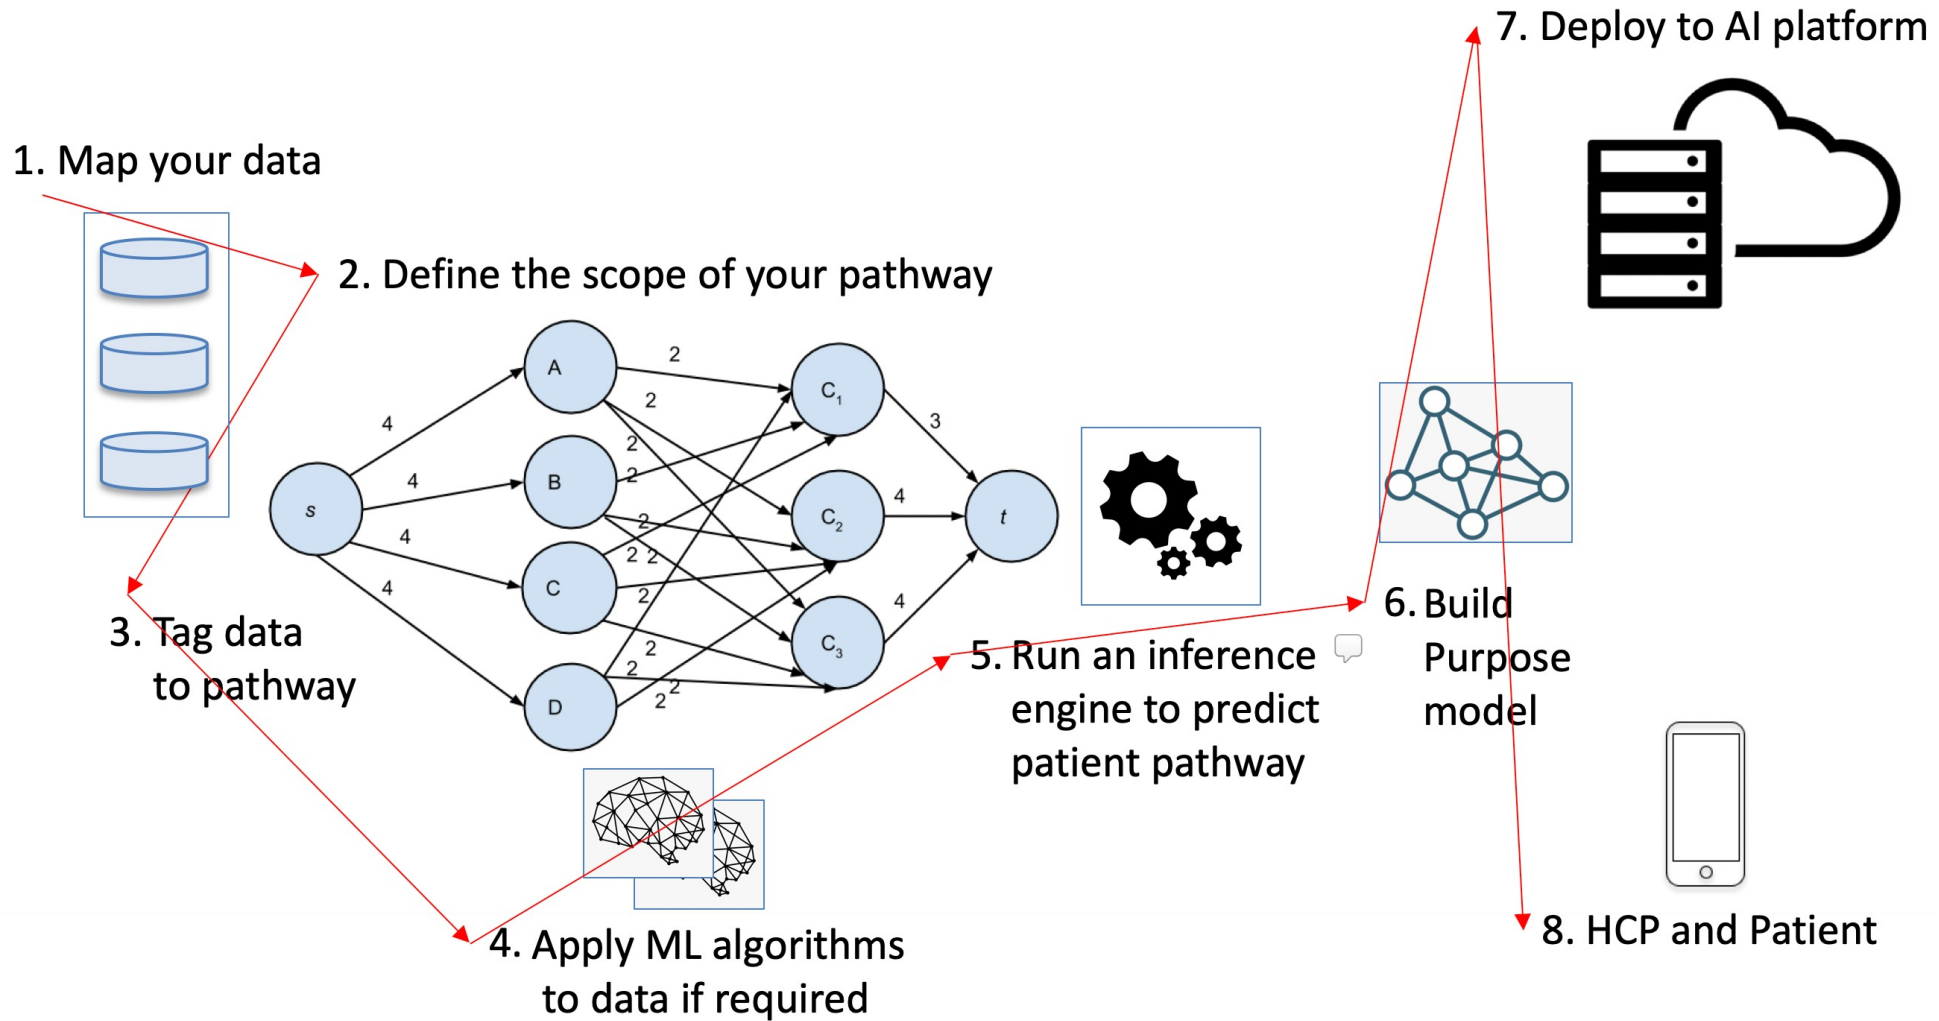 7. Deploy to AI platform
1. Map your data
2. Define the scope of your pathway
A
2
C1
2
4
3
2
B
2
4
4
s
2
C2
t
4
2 2
C
2
4
4
3. Tag data
to pathway
2
C3
2
2
D
2
5. Run an inference
engine to predict
patient pathway
6. Build
Purpose
model
4. Apply ML algorithms
to data if required
8. HCP and Patient